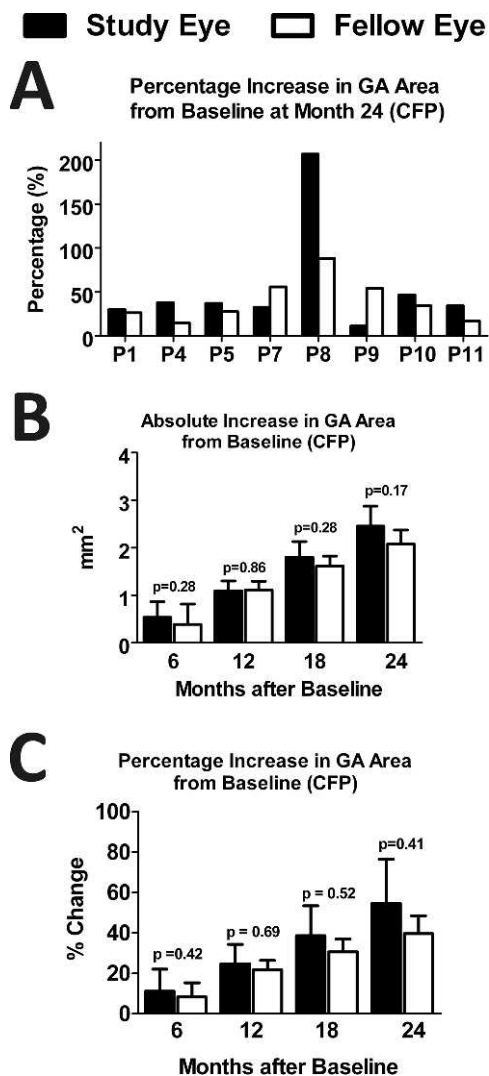 Study Eye Fellow Eye
A
Percentage Increase in GA Area
from Baseline at Month 24 (CFP)
Percentage (%)
200
150
100
50
0
P1 P4 P5 P7 P8 P9 P10 P11
B
Absolute Increase in GA Area
from Baseline (CFP)
mm²
4
3
2
1
0
p=0.28
p=0.86
p=0.28
p=0.17
6 12 18 24
Months after Baseline
C
Percentage Increase in GA Area
from Baseline (CFP)
% Change
100
80
60
40
20
0
p =0.42
p = 0.69
p = 0.52
p=0.41
6 12 18 24
Months after Baseline